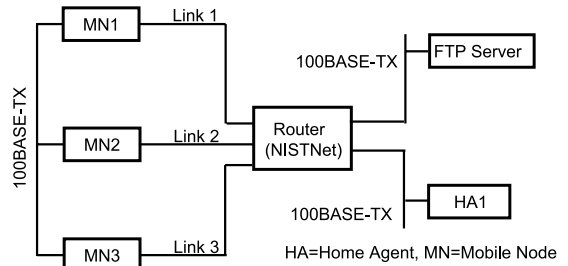 MN1
Link 1
100BASE-TX
FTP Server
100BASE-TX
MN2
Link 2
Router
(NISTNet)
100BASE-TX
HA1
MN3
Link 3
HA=Home Agent, MN=Mobile Node